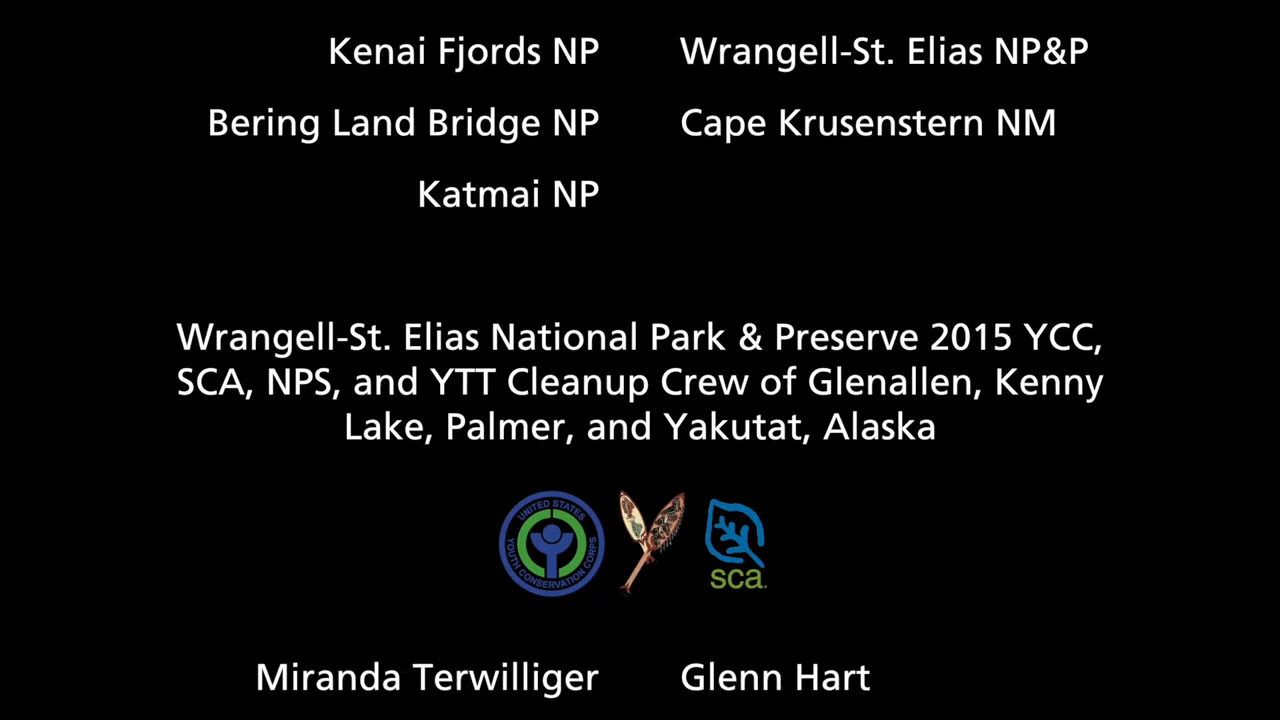 Kenai Fjords NP
Wrangell-St. Elias NP&P
Bering Land Bridge NP
Cape Krusenstern NM
Katmai NP
Wrangell-St. Elias National Park & Preserve 2015 YCC,
SCA, NPS, and YTT Cleanup Crew of Glenallen, Kenny
Lake, Palmer, and Yakutat, Alaska
UNITED STATES
YOUTH CONSERVATION CORPS
sca
Miranda Terwilliger
Glenn Hart